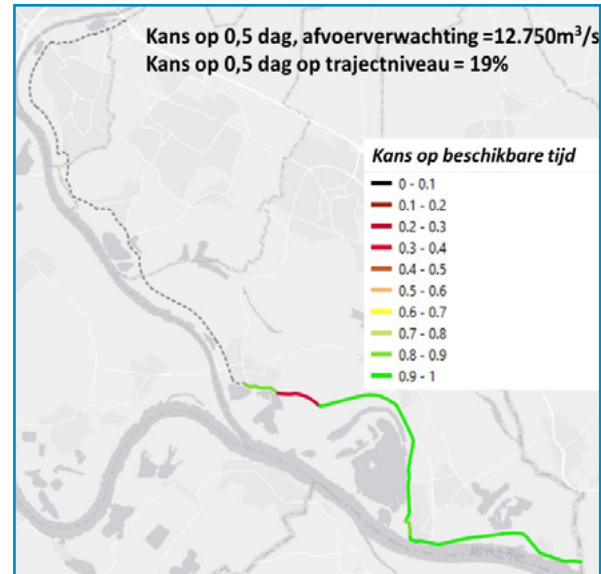 Kans op 0,5 dag, afvoerverwachting =12.750m³/s
Kans op 0,5 dag op trajectniveau = 19%
Kans op beschikbare tijd
0 - 0.1
0.1 - 0.2
0.2 - 0.3
0.3 - 0.4
0.4 - 0.5
0.5 - 0.6
0.6 - 0.7
0.7 - 0.8
0.8 - 0.9
0.9 - 1